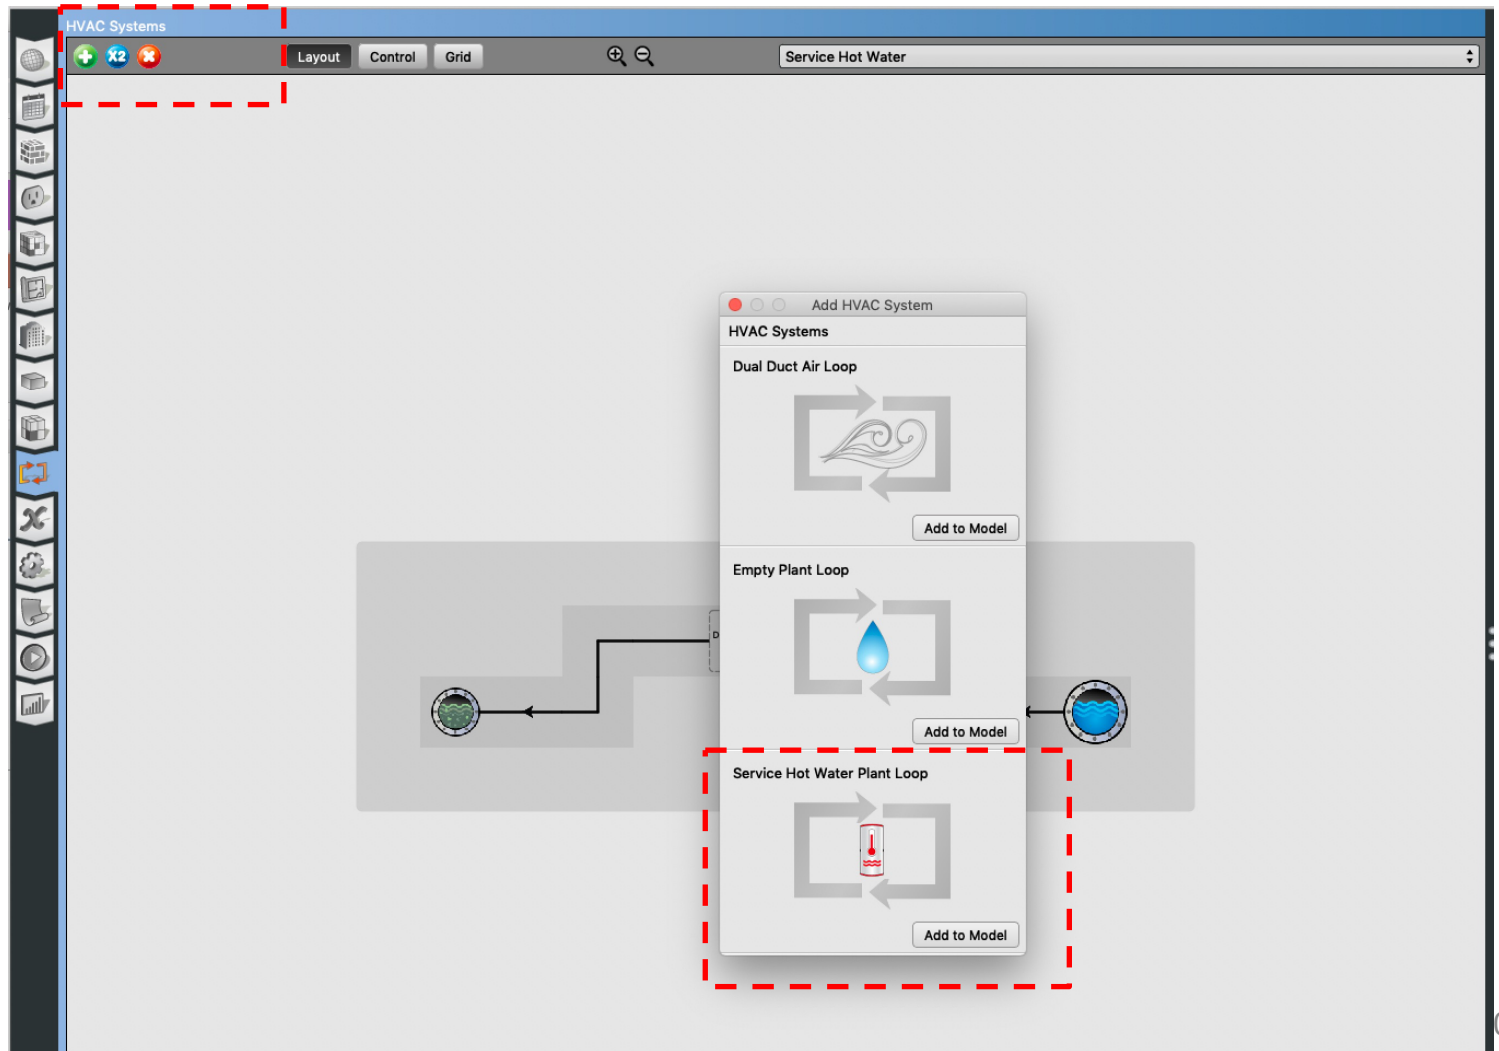 HVAC Systems
X2
Layout
Control
Grid
Service Hot Water
Add HVAC System
HVAC Systems
Dual Duct Air Loop
Add to Model
Empty Plant Loop
D
Add to Model
Service Hot Water Plant Loop
Add to Model